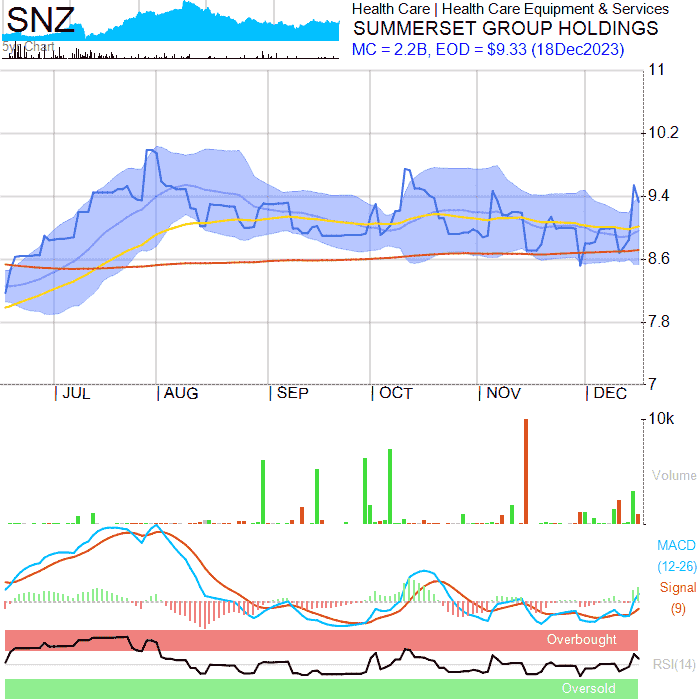 SNZ
Health Care | Health Care Equipment & Services
SUMMERSET GROUP HOLDINGS
MC = 2.2B, EOD = $9.33 (18Dec2023)
5yr Chart
11
10.2
9.4
8.6
7.8
7
| JUL | AUG | SEP | OCT | NOV | DEC
10k
Volume
MACD
(12-26)
Signal
(9)
Overbought
RSI(14)
Oversold